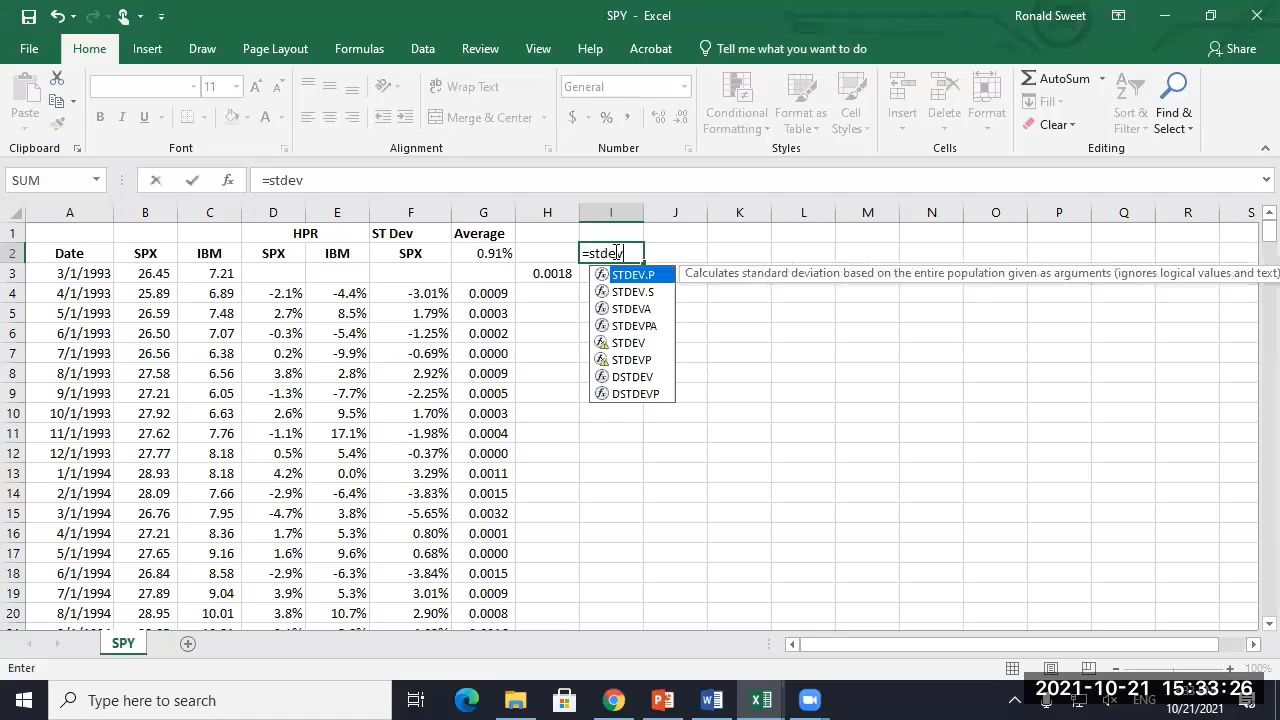 SPY - Excel
Ronald Sweet
File Home Insert Draw Page Layout Formulas Data Review View Help Acrobat Tell me what you want to do Share
Paste
11
B I U A
Wrap Text
Merge & Center
General
$ % ,
Conditional Formatting
Format as Table
Cell Styles
Insert Delete Format
AutoSum
Fill
Clear
Sort & Filter
Find & Select
Clipboard Font Alignment Number Styles Cells Editing
SUM fx =stdev
A B C D E F G H I J K L M N O P Q R S
1 HPR ST Dev Average
2 Date SPX IBM SPX IBM SPX 0.91% =stdev
3 3/1/1993 26.45 7.21 0.0018
4 4/1/1993 25.89 6.89 -2.1% -4.4% -3.01% 0.0009
5 5/1/1993 26.59 7.48 2.7% 8.5% 1.79% 0.0003
6 6/1/1993 26.50 7.07 -0.3% -5.4% -1.25% 0.0002
7 7/1/1993 26.56 6.38 0.2% -9.9% -0.69% 0.0000
8 8/1/1993 27.58 6.56 3.8% 2.8% 2.92% 0.0009
9 9/1/1993 27.21 6.05 -1.3% -7.7% -2.25% 0.0005
10 10/1/1993 27.92 6.63 2.6% 9.5% 1.70% 0.0003
11 11/1/1993 27.62 7.76 -1.1% 17.1% -1.98% 0.0004
12 12/1/1993 27.77 8.18 0.5% 5.4% -0.37% 0.0000
13 1/1/1994 28.93 8.18 4.2% 0.0% 3.29% 0.0011
14 2/1/1994 28.09 7.66 -2.9% -6.4% -3.83% 0.0015
15 3/1/1994 26.76 7.95 -4.7% 3.8% -5.65% 0.0032
16 4/1/1994 27.21 8.36 1.7% 5.3% 0.80% 0.0001
17 5/1/1994 27.65 9.16 1.6% 9.6% 0.68% 0.0000
18 6/1/1994 26.84 8.58 -2.9% -6.3% -3.84% 0.0015
19 7/1/1994 27.89 9.04 3.9% 5.3% 3.01% 0.0009
20 8/1/1994 28.95 10.01 3.8% 10.7% 2.90% 0.0008
STDEV.P Calculates standard deviation based on the entire population given as arguments (ignores logical values and text)
STDEV.S
STDEVA
STDEVPA
STDEV
STDEVP
DSTDEV
DSTDEVP
SPY
Enter
100%
Type here to search
ENG
2021-10-21 15:33:26
10/21/2021